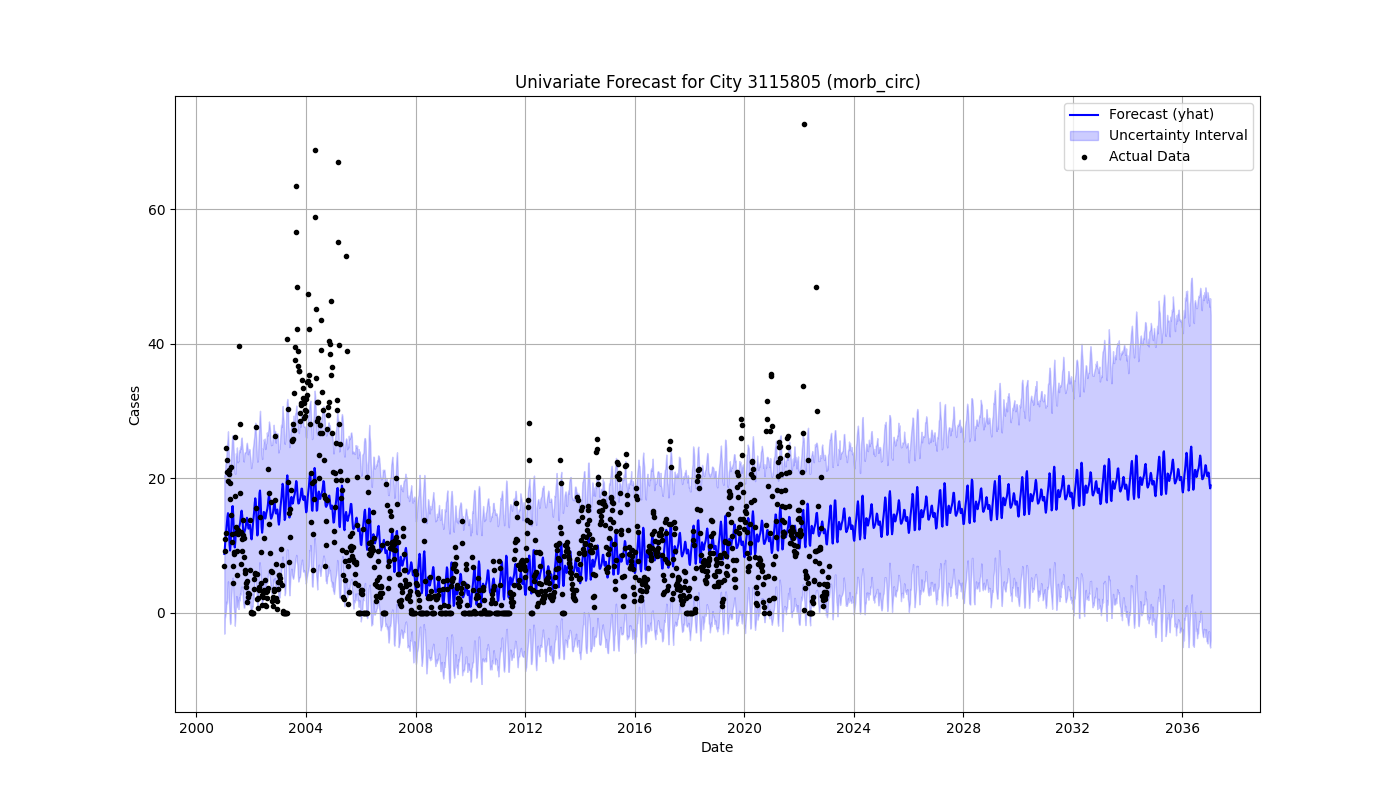 Univariate Forecast for City 3115805 (morb_circ)
Forecast (yhat)
Uncertainty Interval
Actual Data
Cases
60
40
20
0
2000 2004 2008 2012 2016 2020 2024 2028 2032 2036
Date